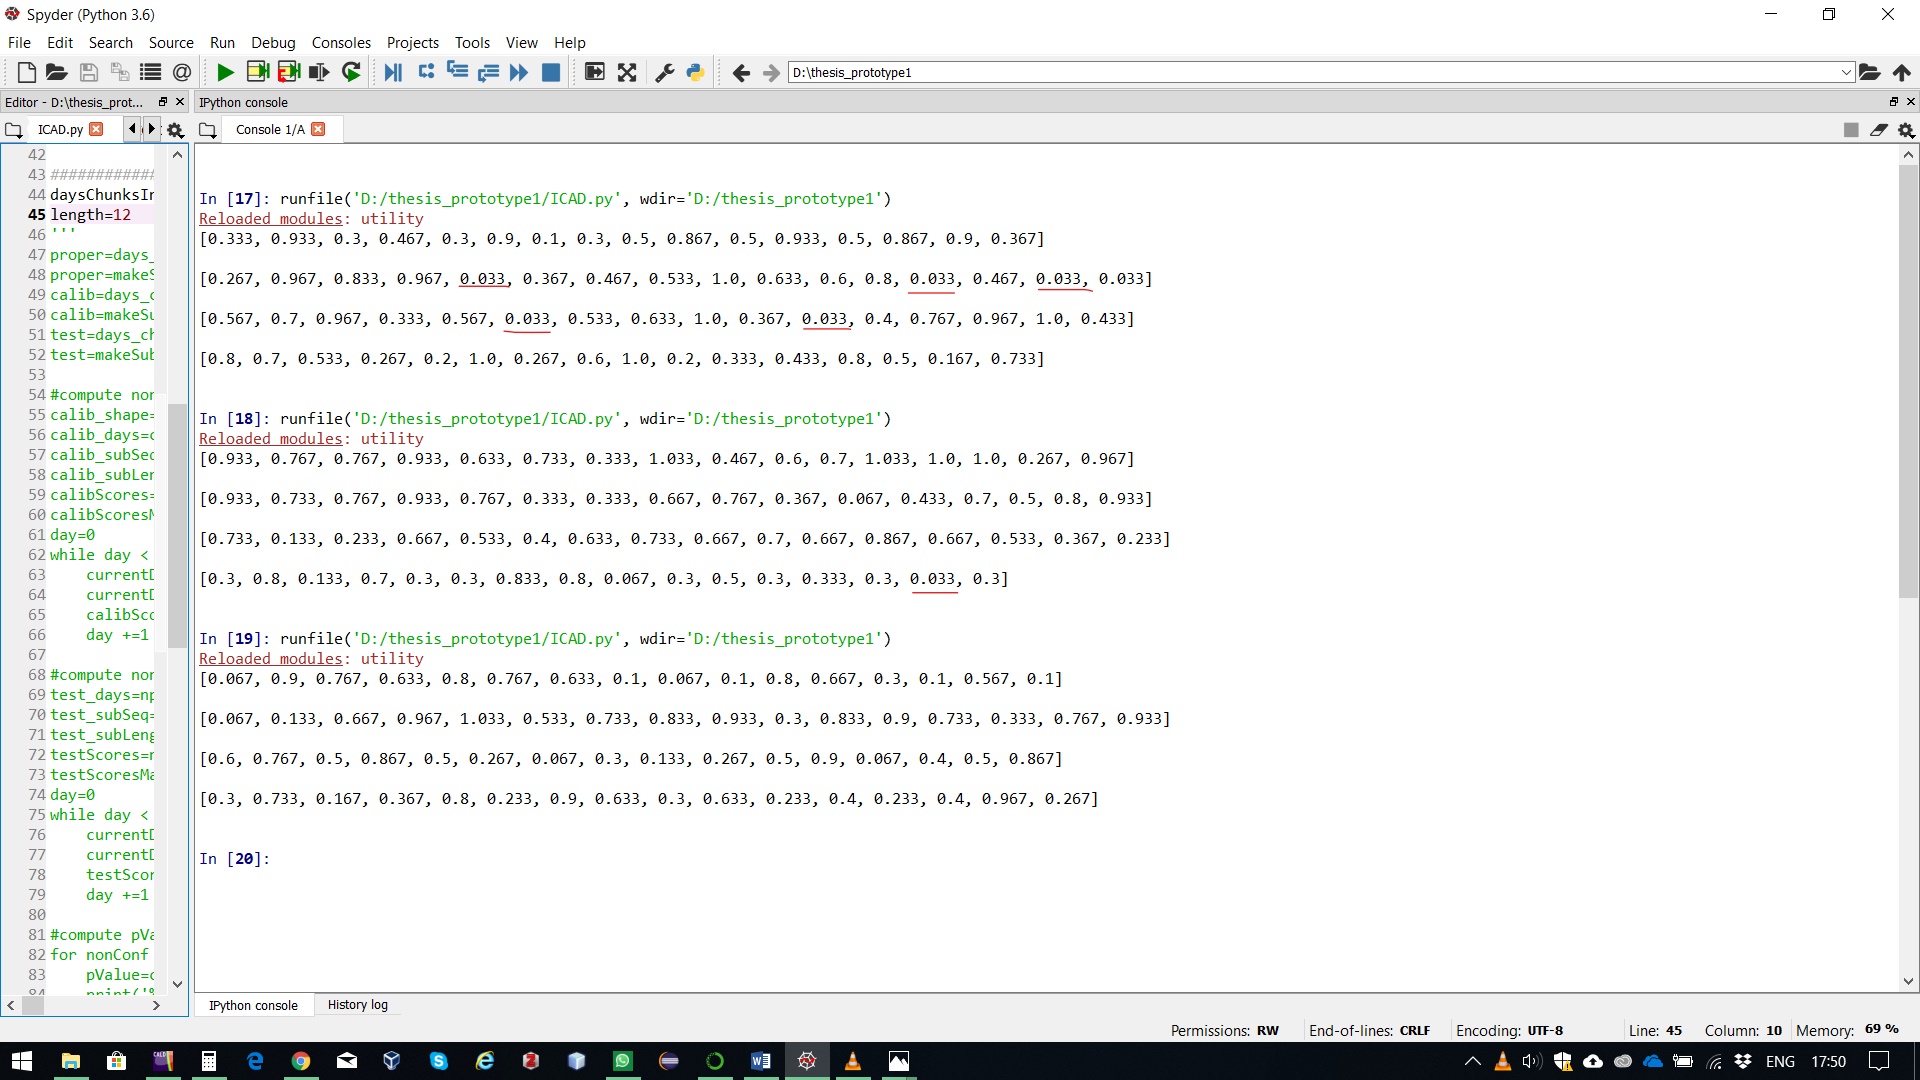 Spyder (Python 3.6)
File Edit Search Source Run Debug Consoles Projects Tools View Help
D:\thesis_prototype1
Editor - D:\thesis_prot...
IPython console
ICAD.py
Console 1/A
42
43 ############
44 daysChunksIn
45 length=12
46 '''
47 proper=days_
48 proper=makeS
49 calib=days_c
50 calib=makeSu
51 test=days_ch
52 test=makeSub
53
54 #compute non
55 calib_shape=
56 calib_days=c
57 calib_subSec
58 calib_subLen
59 calibScores=
60 calibScoresM
61 day=0
62 while day <
63 currentD
64 currentD
65 calibSco
66 day +=1
67
68 #compute non
69 test_days=np
70 test_subSeq=
71 test_subLeng
72 testScores=n
73 testScoresMa
74 day=0
75 while day <
76 currentD
77 currentD
78 testScor
79 day +=1
80
81 #compute pVa
82 for nonConf
83 pValue=c
84 print('%
In [17]: runfile('D:/thesis_prototype1/ICAD.py', wdir='D:/thesis_prototype1')
Reloaded modules: utility
[0.333, 0.933, 0.3, 0.467, 0.3, 0.9, 0.1, 0.3, 0.5, 0.867, 0.5, 0.933, 0.5, 0.867, 0.9, 0.367]
[0.267, 0.967, 0.833, 0.967, 0.033, 0.367, 0.467, 0.533, 1.0, 0.633, 0.6, 0.8, 0.033, 0.467, 0.033, 0.033]
[0.567, 0.7, 0.967, 0.333, 0.567, 0.033, 0.533, 0.633, 1.0, 0.367, 0.033, 0.4, 0.767, 0.967, 1.0, 0.433]
[0.8, 0.7, 0.533, 0.267, 0.2, 1.0, 0.267, 0.6, 1.0, 0.2, 0.333, 0.433, 0.8, 0.5, 0.167, 0.733]
In [18]: runfile('D:/thesis_prototype1/ICAD.py', wdir='D:/thesis_prototype1')
Reloaded modules: utility
[0.933, 0.767, 0.767, 0.933, 0.633, 0.733, 0.333, 1.033, 0.467, 0.6, 0.7, 1.033, 1.0, 1.0, 0.267, 0.967]
[0.933, 0.733, 0.767, 0.933, 0.767, 0.333, 0.333, 0.667, 0.767, 0.367, 0.067, 0.433, 0.7, 0.5, 0.8, 0.933]
[0.733, 0.133, 0.233, 0.667, 0.533, 0.4, 0.633, 0.733, 0.667, 0.7, 0.667, 0.867, 0.667, 0.533, 0.367, 0.233]
[0.3, 0.8, 0.133, 0.7, 0.3, 0.3, 0.833, 0.8, 0.067, 0.3, 0.5, 0.3, 0.333, 0.3, 0.033, 0.3]
In [19]: runfile('D:/thesis_prototype1/ICAD.py', wdir='D:/thesis_prototype1')
Reloaded modules: utility
[0.067, 0.9, 0.767, 0.633, 0.8, 0.767, 0.633, 0.1, 0.067, 0.1, 0.8, 0.667, 0.3, 0.1, 0.567, 0.1]
[0.067, 0.133, 0.667, 0.967, 1.033, 0.533, 0.733, 0.833, 0.933, 0.3, 0.833, 0.9, 0.733, 0.333, 0.767, 0.933]
[0.6, 0.767, 0.5, 0.867, 0.5, 0.267, 0.067, 0.3, 0.133, 0.267, 0.5, 0.9, 0.067, 0.4, 0.5, 0.867]
[0.3, 0.733, 0.167, 0.367, 0.8, 0.233, 0.9, 0.633, 0.3, 0.633, 0.233, 0.4, 0.233, 0.4, 0.967, 0.267]
In [20]:
IPython console History log
Permissions: RW End-of-lines: CRLF Encoding: UTF-8 Line: 45 Column: 10 Memory: 69 %
ENG 17:50